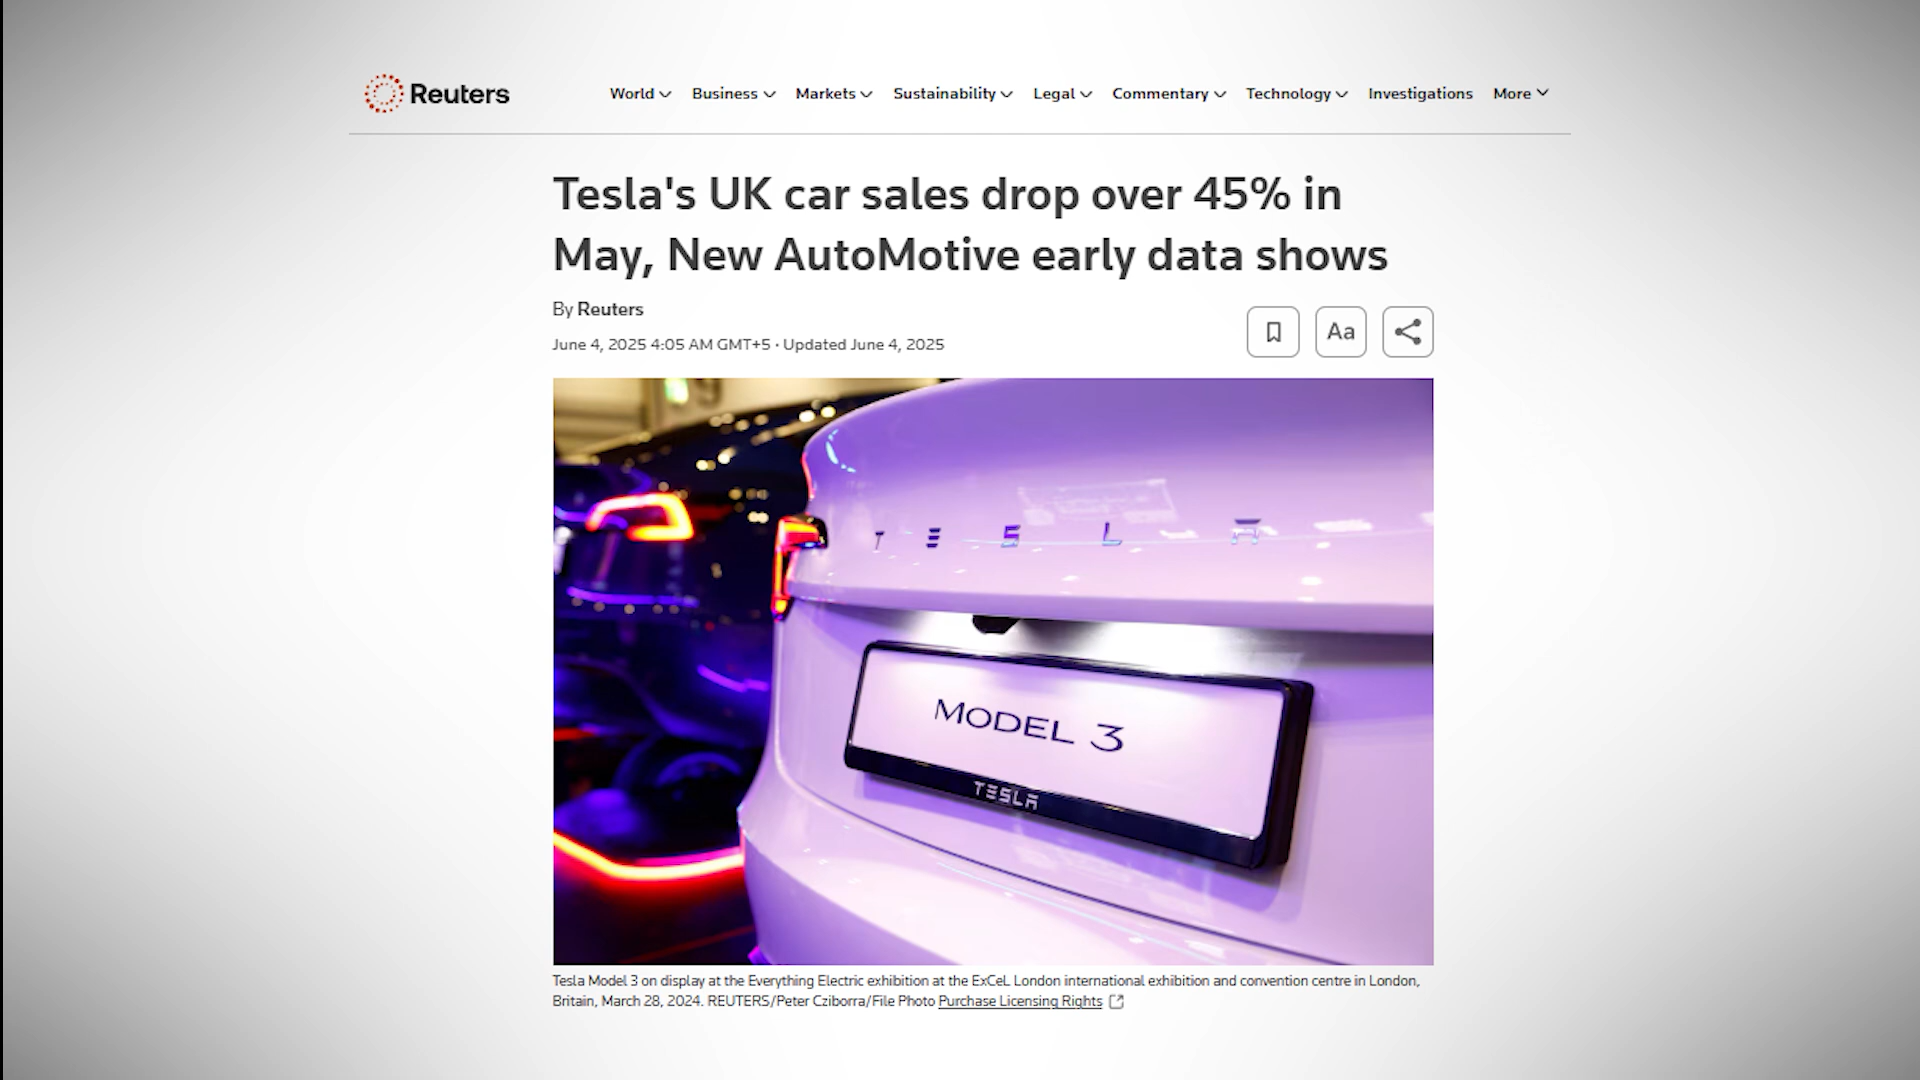 Reuters
World Business Markets Sustainability Legal Commentary Technology Investigations More
Tesla's UK car sales drop over 45% in
May, New AutoMotive early data shows
By Reuters
June 4, 2025 4:05 AM GMT+5 · Updated June 4, 2025
Aa
TESLA
MODEL 3
TESLA
Tesla Model 3 on display at the Everything Electric exhibition at the ExCeL London international exhibition and convention centre in London,
Britain, March 28, 2024. REUTERS/Peter Cziborra/File Photo Purchase Licensing Rights